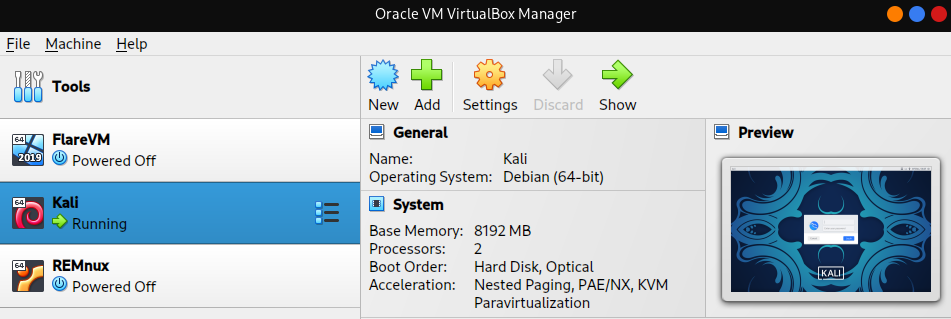 Oracle VM VirtualBox Manager
File Machine Help
Tools
New Add Settings Discard Show
64
2019
FlareVM
Powered Off
64
Kali
Running
64
REMnux
Powered Off
General
Name: Kali
Operating System: Debian (64-bit)
System
Base Memory: 8192 MB
Processors: 2
Boot Order: Hard Disk, Optical
Acceleration: Nested Paging, PAE/NX, KVM
Paravirtualization
Preview
KALI